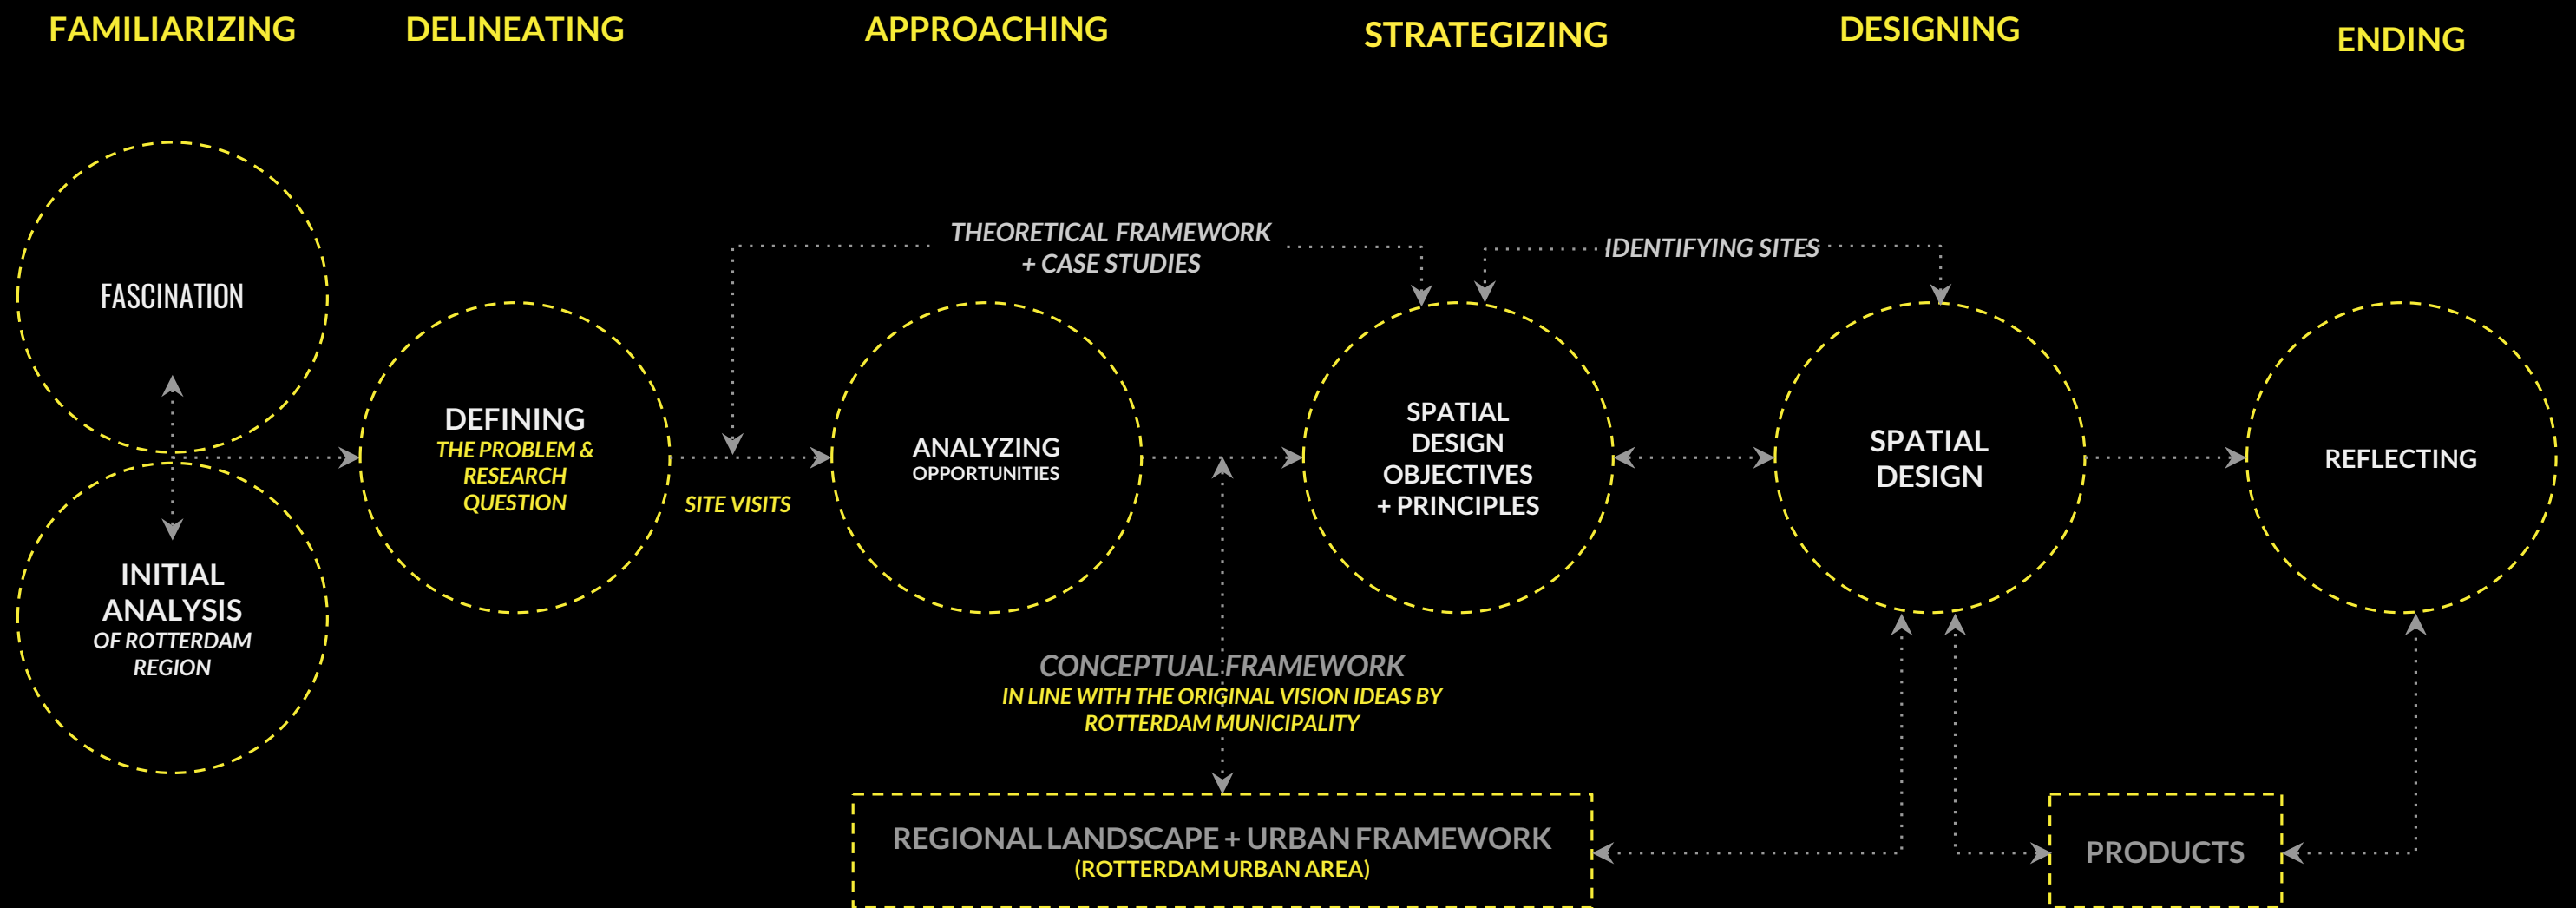 FAMILIARIZING
DELINEATING
APPROACHING
STRATEGIZING
DESIGNING
ENDING
FASCINATION
INITIAL
ANALYSIS
OF ROTTERDAM
REGION
DEFINING
THE PROBLEM &
RESEARCH
QUESTION
SITE VISITS
THEORETICAL FRAMEWORK
+ CASE STUDIES
ANALYZING
OPPORTUNITIES
CONCEPTUAL FRAMEWORK
IN LINE WITH THE ORIGINAL VISION IDEAS BY
ROTTERDAM MUNICIPALITY
REGIONAL LANDSCAPE + URBAN FRAMEWORK
(ROTTERDAM URBAN AREA)
SPATIAL
DESIGN
OBJECTIVES
+ PRINCIPLES
IDENTIFYING SITES
SPATIAL
DESIGN
PRODUCTS
REFLECTING